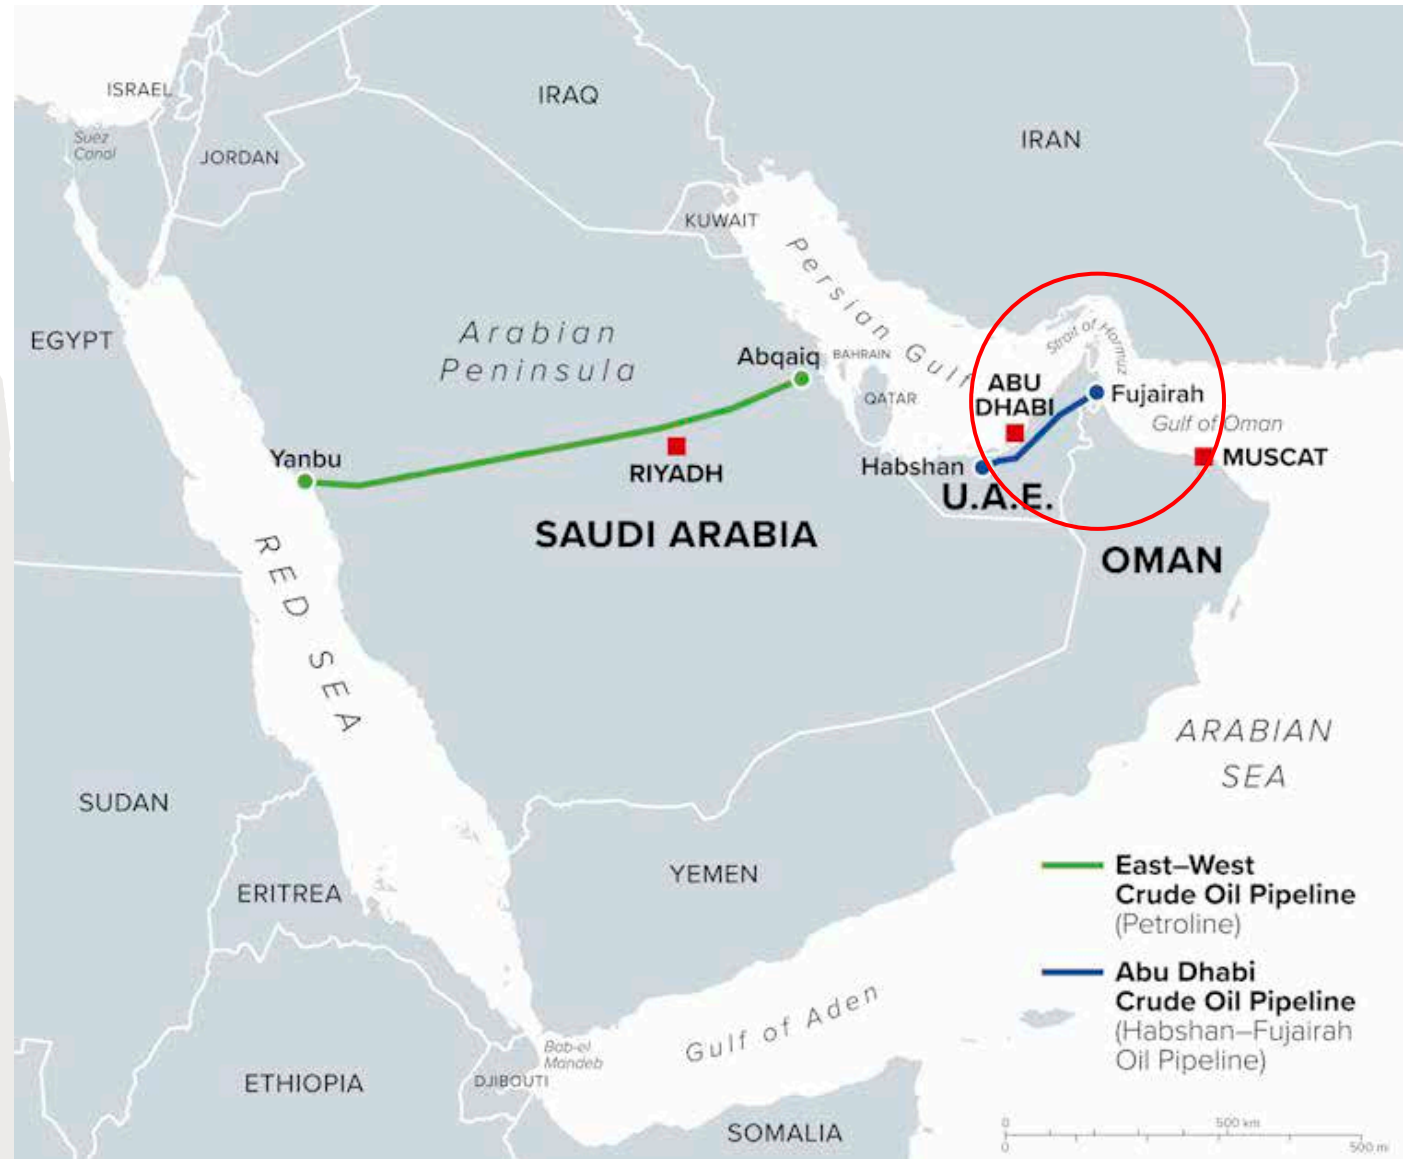 ISRAEL
Suez
Canal
JORDAN
IRAQ
IRAN
KUWAIT
EGYPT
Persian Gulf
Arabian
Peninsula
Abqaiq
BAHRAIN
QATAR
Strait of Hormuz
ABU
DHABI
Fujairah
Gulf of Oman
MUSCAT
Habshan
U.A.E.
Yanbu
RIYADH
SAUDI ARABIA
OMAN
RED SEA
ARABIAN
SEA
SUDAN
ERITREA
YEMEN
Gulf of Aden
Bab-el
Mandeb
DJIBOUTI
ETHIOPIA
SOMALIA
East–West
Crude Oil Pipeline
(Petroline)
Abu Dhabi
Crude Oil Pipeline
(Habshan–Fujairah
Oil Pipeline)
0
500 km
0
500 mi